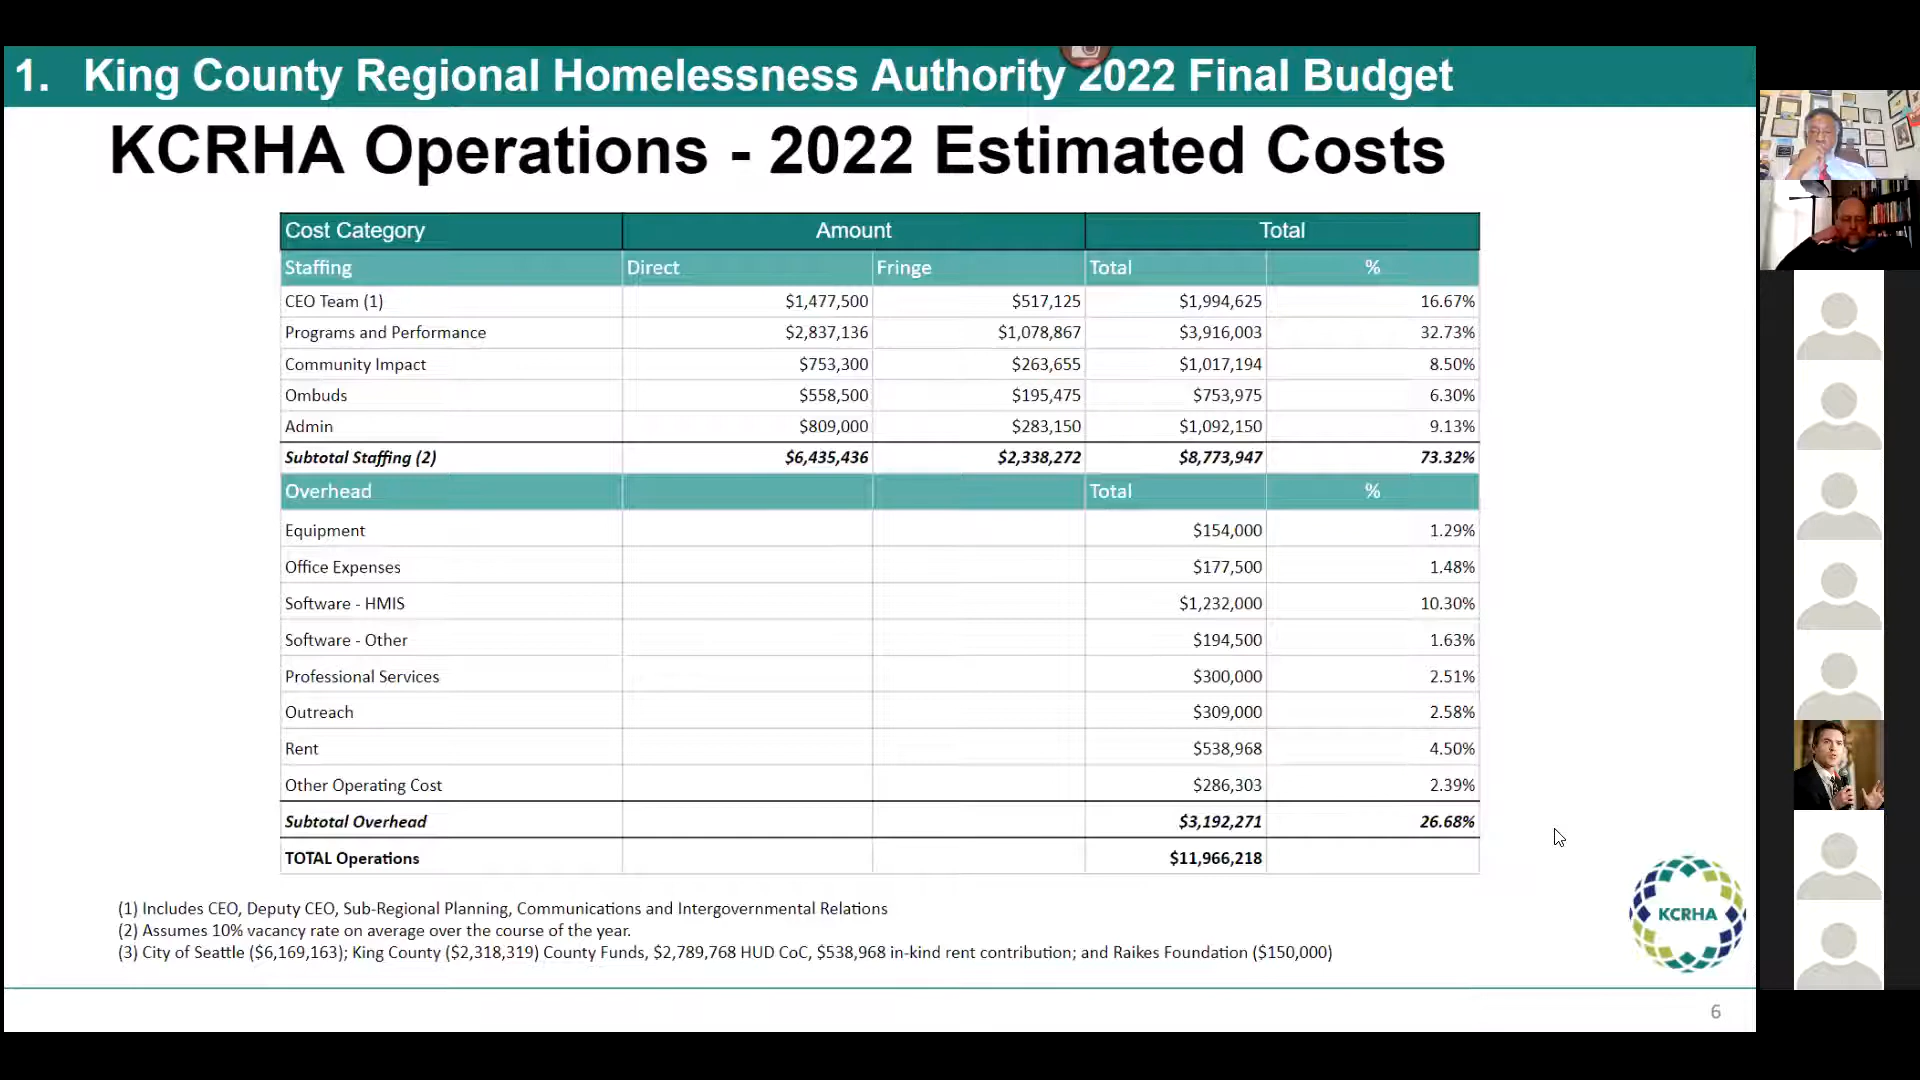 1. King County Regional Homelessness Authority 2022 Final Budget
KCRHA Operations - 2022 Estimated Costs
Cost Category Amount Total
Staffing Direct Fringe Total %
CEO Team (1) $1,477,500 $517,125 $1,994,625 16.67%
Programs and Performance $2,837,136 $1,078,867 $3,916,003 32.73%
Community Impact $753,300 $263,655 $1,017,194 8.50%
Ombuds $558,500 $195,475 $753,975 6.30%
Admin $809,000 $283,150 $1,092,150 9.13%
Subtotal Staffing (2) $6,435,436 $2,338,272 $8,773,947 73.32%
Overhead Total %
Equipment $154,000 1.29%
Office Expenses $177,500 1.48%
Software - HMIS $1,232,000 10.30%
Software - Other $194,500 1.63%
Professional Services $300,000 2.51%
Outreach $309,000 2.58%
Rent $538,968 4.50%
Other Operating Cost $286,303 2.39%
Subtotal Overhead $3,192,271 26.68%
TOTAL Operations $11,966,218
(1) Includes CEO, Deputy CEO, Sub-Regional Planning, Communications and Intergovernmental Relations
(2) Assumes 10% vacancy rate on average over the course of the year.
(3) City of Seattle ($6,169,163); King County ($2,318,319) County Funds, $2,789,768 HUD CoC, $538,968 in-kind rent contribution; and Raikes Foundation ($150,000)
KCRHA
6